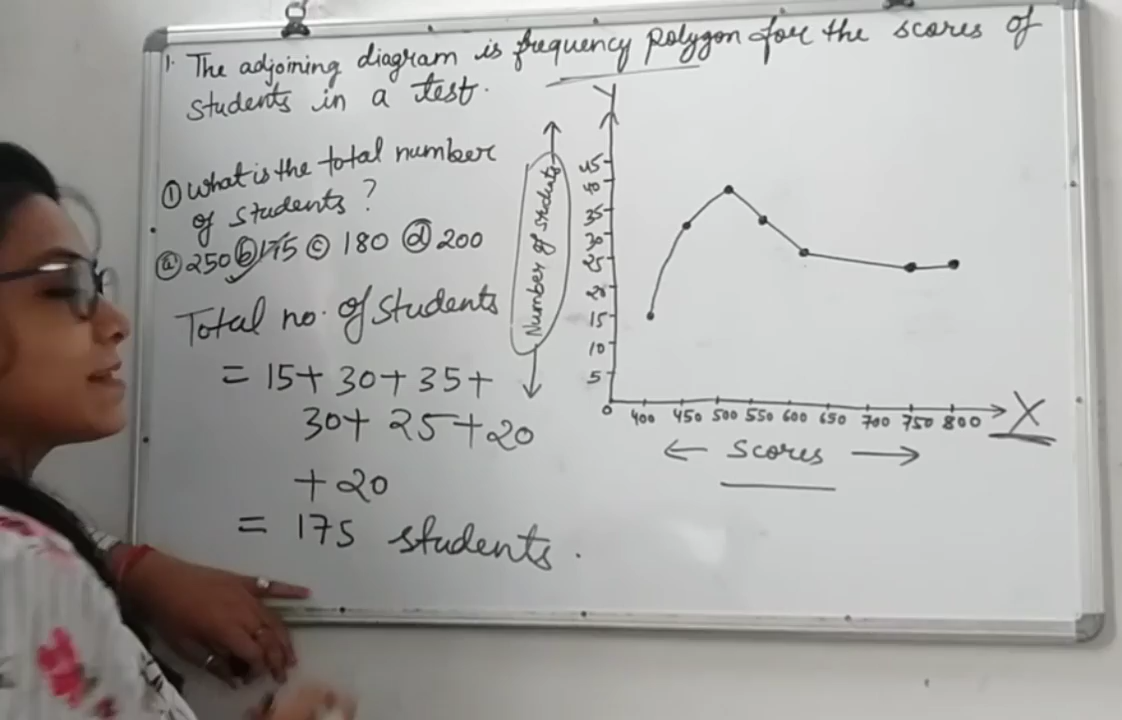 1. The adjoining diagram is frequency polygon for the scores of
students in a test.
① What is the total number
of students ?
ⓐ 250 ⓑ 175 ⓒ 180 ⓓ 200
Total no. of students
= 15+ 30+ 35+
30+ 25+20
+20
= 175 students.
Y
Number of students
45
40
35
30
25
20
15
10
5
0 400 450 500 550 600 650 700 750 800 X
Scores